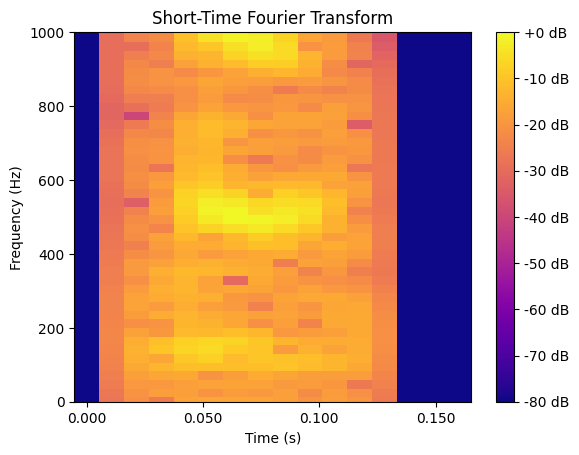 Short-Time Fourier Transform
1000
800
600
400
200
0
Frequency (Hz)
0.000
0.050
0.100
0.150
Time (s)
+0 dB
-10 dB
-20 dB
-30 dB
-40 dB
-50 dB
-60 dB
-70 dB
-80 dB